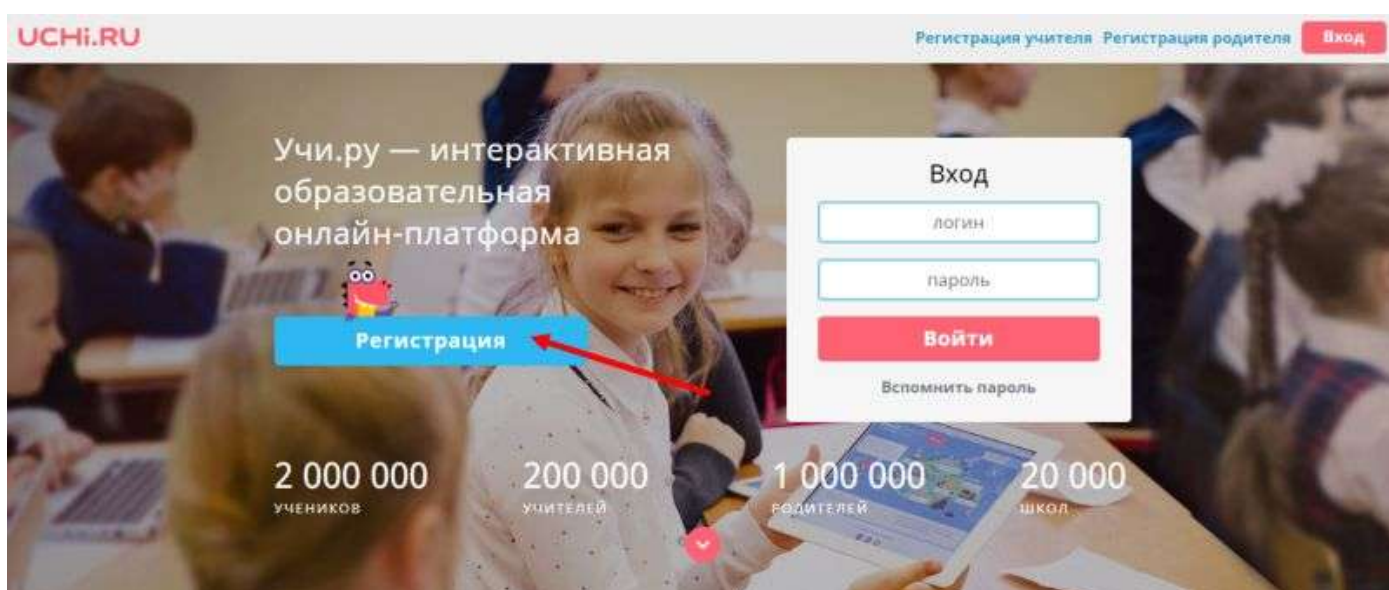 UCHi.RU
Регистрация учителя Регистрация родителя Вход
Учи.ру — интерактивная
образовательная
онлайн-платформа
Регистрация
Вход
логин
пароль
Войти
Вспомнить пароль
2 000 000
УЧЕНИКОВ
200 000
УЧИТЕЛЕЙ
1 000 000
РОДИТЕЛЕЙ
20 000
ШКОЛ